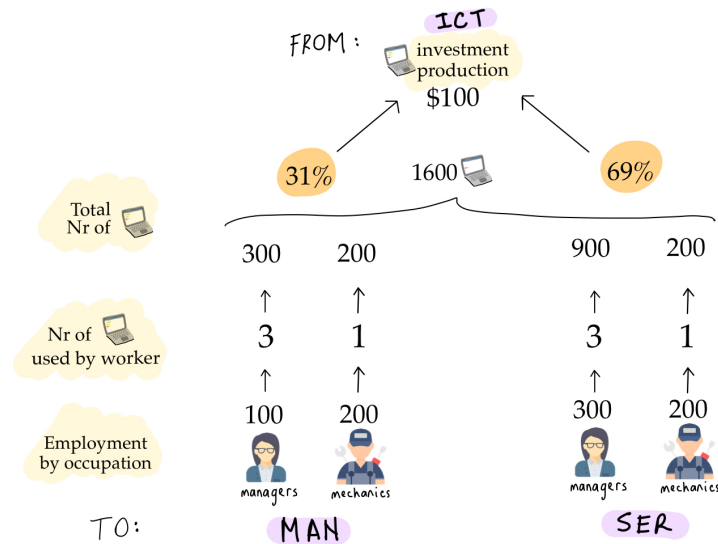 ICT
FROM:
investment
production
$100
31%
1600
69%
Total
Nr of
300 200 900 200
Nr of
used by worker
3 1 3 1
100 200 300 200
Employment
by occupation
managers mechanics managers mechanics
TO: MAN SER